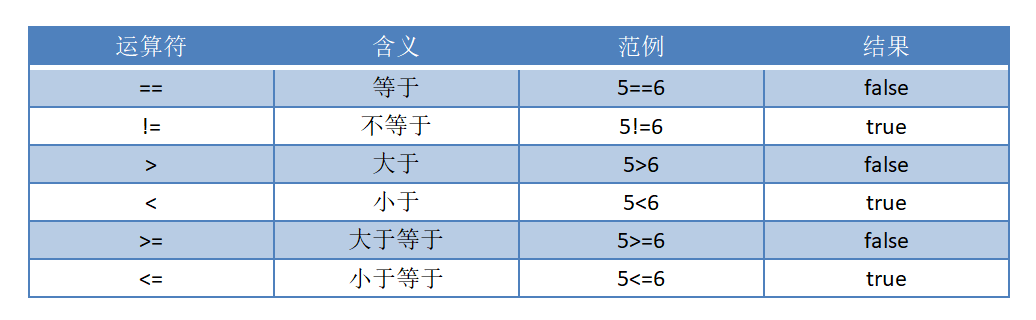 运算符 含义 范例 结果
== 等于 5==6 false
!= 不等于 5!=6 true
> 大于 5>6 false
< 小于 5<6 true
>= 大于等于 5>=6 false
<= 小于等于 5<=6 true